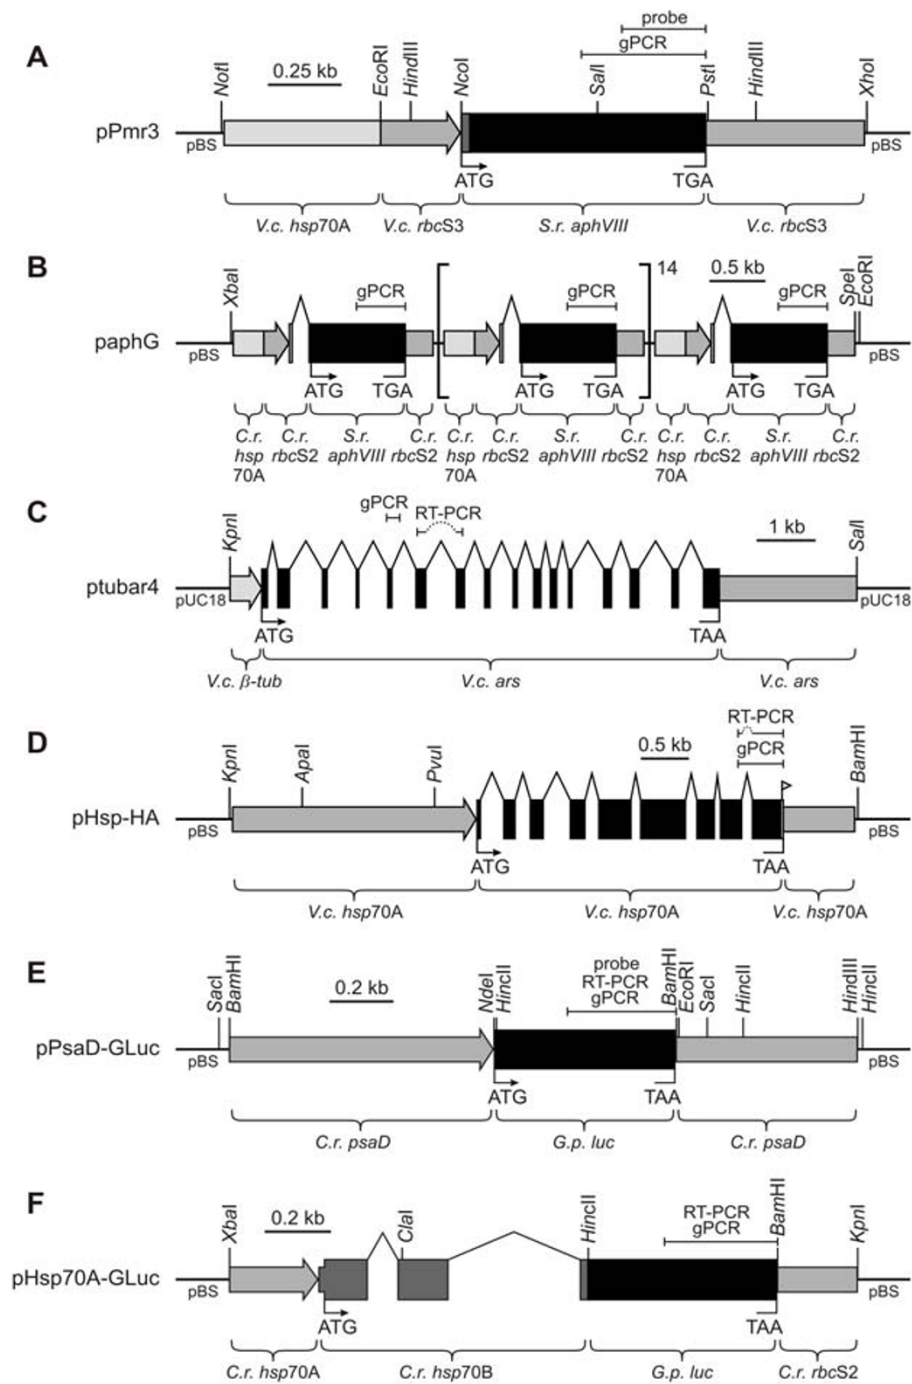 A
probe
gPCR
0.25 kb
NotI
EcoRI
HindIII
NcoI
SalI
PstI
HindIII
XhoI
pPmr3
pBS
pBS
ATG
TGA
V.c. hsp70A
V.c. rbcS3
S.r. aphVIII
V.c. rbcS3
B
14
0.5 kb
XbaI
gPCR
gPCR
gPCR
SpeI
EcoRI
paphG
pBS
pBS
ATG
TGA
ATG
TGA
ATG
TGA
C.r. C.r. S.r. C.r. C.r. C.r. S.r. C.r. C.r. C.r. S.r. C.r.
hsp rbcS2 aphVIII rbcS2 hsp rbcS2 aphVIII rbcS2 hsp rbcS2 aphVIII rbcS2
70A 70A 70A
C
gPCR
RT-PCR
1 kb
KpnI
SalI
ptubar4
pUC18
pUC18
ATG
TAA
V.c. β-tub
V.c. ars
V.c. ars
D
RT-PCR
0.5 kb
gPCR
KpnI
ApaI
PvuI
BamHI
pHsp-HA
pBS
pBS
ATG
TAA
V.c. hsp70A
V.c. hsp70A
V.c. hsp70A
E
probe
RT-PCR
gPCR
0.2 kb
SacI
BamHI
NdeI
HincII
BamHI
EcoRI
SacI
HincII
HindIII
HincII
pPsaD-GLuc
pBS
pBS
ATG
TAA
C.r. psaD
G.p. luc
C.r. psaD
F
RT-PCR
gPCR
0.2 kb
XbaI
ClaI
HincII
BamHI
KpnI
pHsp70A-GLuc
pBS
pBS
ATG
TAA
C.r. hsp70A
C.r. hsp70B
G.p. luc
C.r. rbcS2